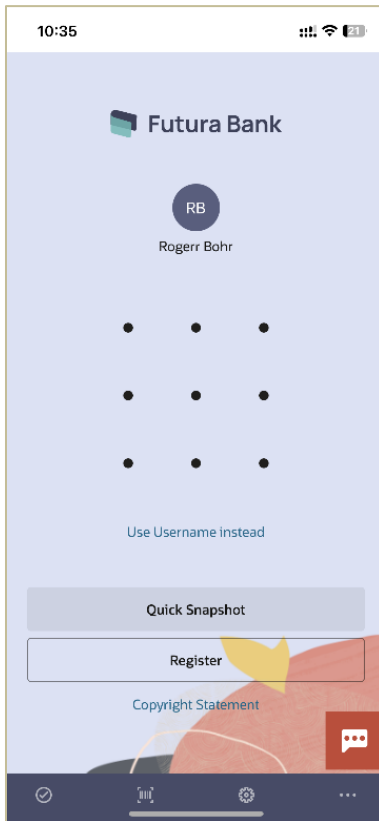 10:35
21
Futura Bank
RB
Rogerr Bohr
Use Username instead
Quick Snapshot
Register
Copyright Statement